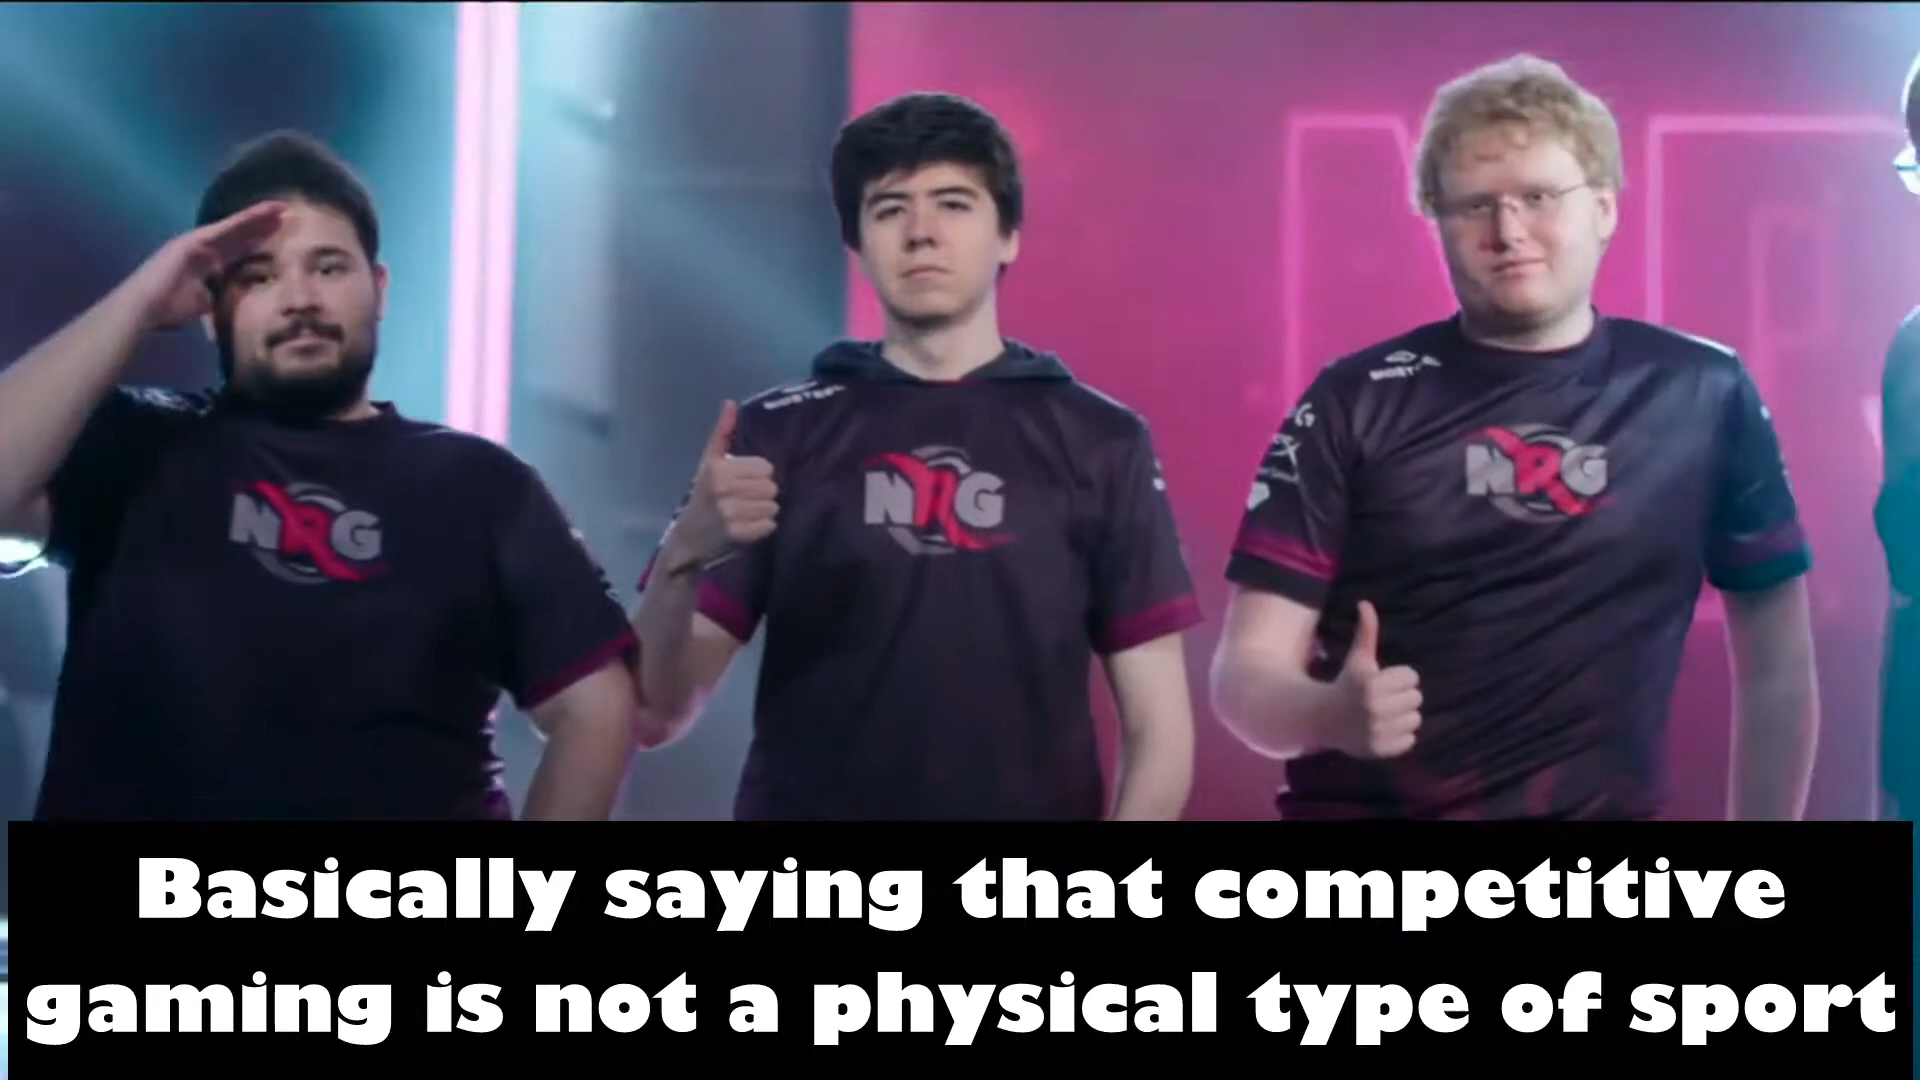 NRG
NRG
NRG
Basically saying that competitive
gaming is not a physical type of sport